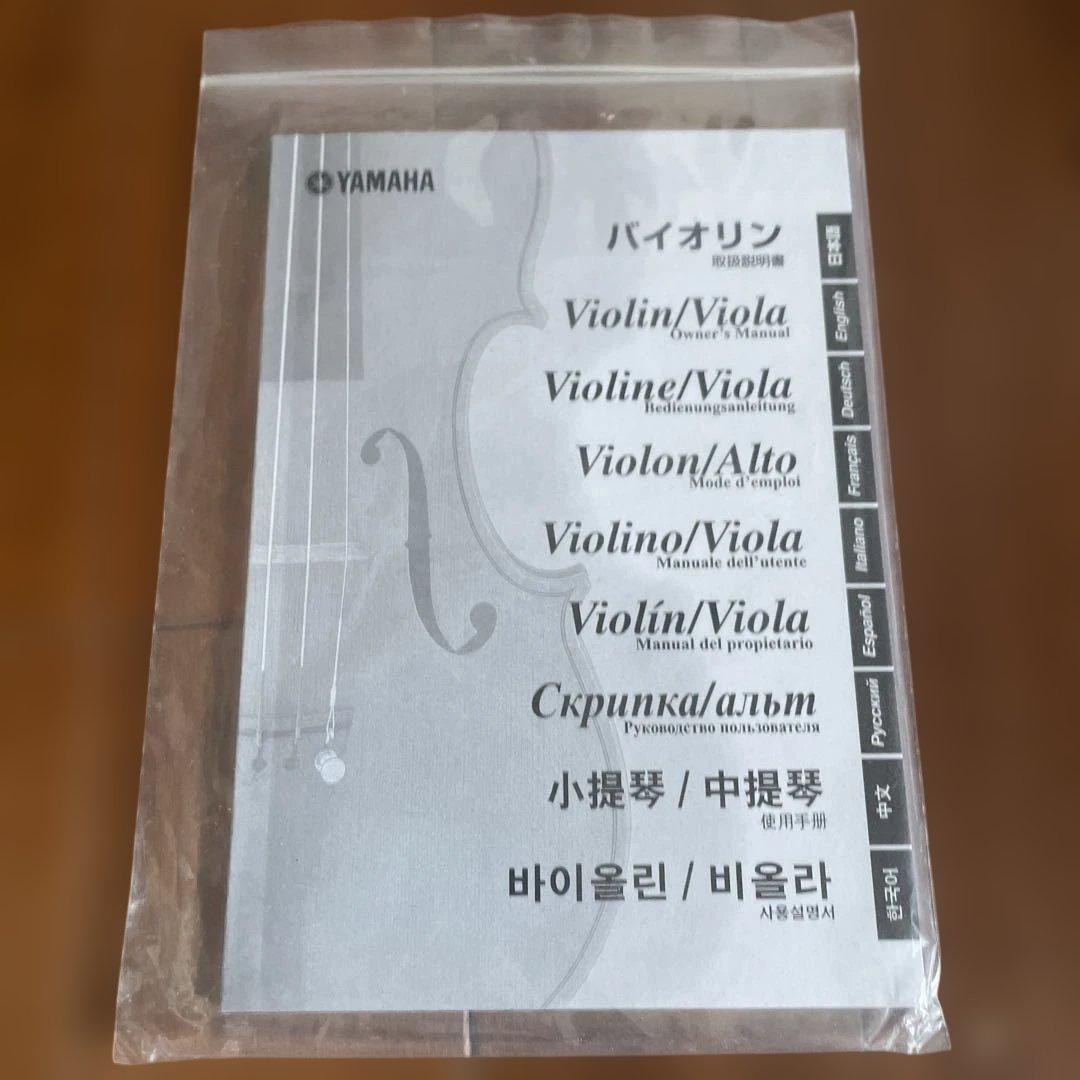 YAMAHA
バイオリン
取扱説明書
日本語
Violin/Viola
Owner's Manual
English
Violine/Viola
Bedienungsanleitung
Deutsch
Violon/Alto
Mode d'emploi
Français
Violino/Viola
Manuale dell'utente
Italiano
Violín/Viola
Manual del propietario
Español
Скрипка/альт
Руководство пользователя
Русский
小提琴 / 中提琴
使用手册
中文
바이올린 / 비올라
사용설명서
한국어